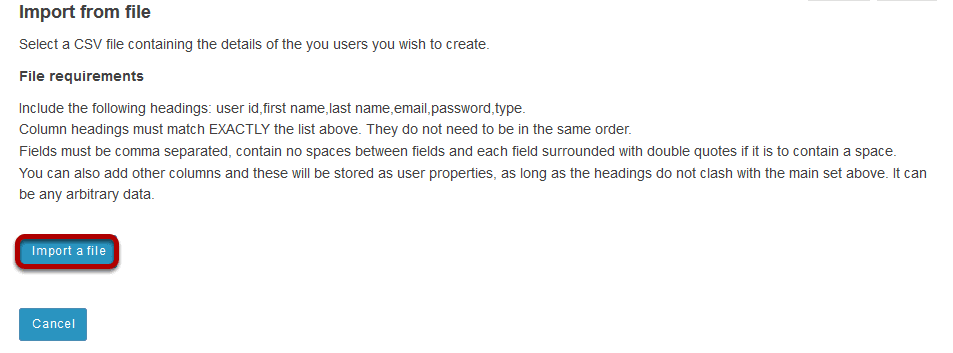 Import from file
Select a CSV file containing the details of the you users you wish to create.
File requirements
Include the following headings: user id,first name,last name,email,password,type.
Column headings must match EXACTLY the list above. They do not need to be in the same order.
Fields must be comma separated, contain no spaces between fields and each field surrounded with double quotes if it is to contain a space.
You can also add other columns and these will be stored as user properties, as long as the headings do not clash with the main set above. It can
be any arbitrary data.
Import a file
Cancel